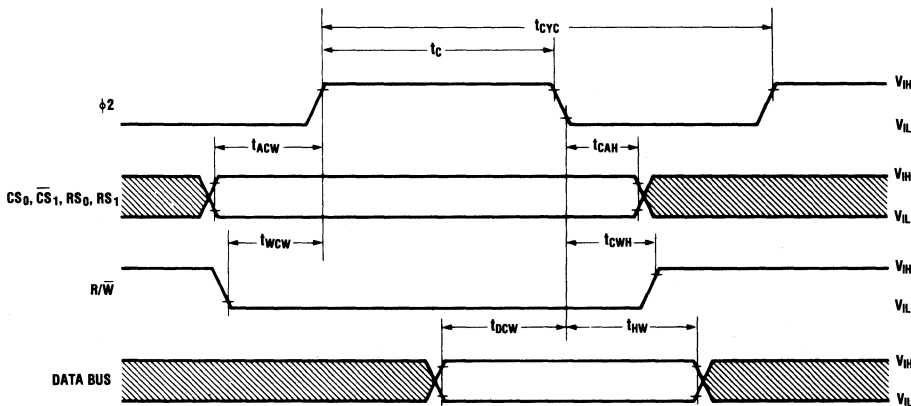 tCYC
tC
φ2
VIH
VIL
tACW
tCAH
CS0, C̅S̅1, RS0, RS1
VIH
VIL
tWCW
tCWH
R/W̅
VIH
VIL
tDCW
tHW
DATA BUS
VIH
VIL